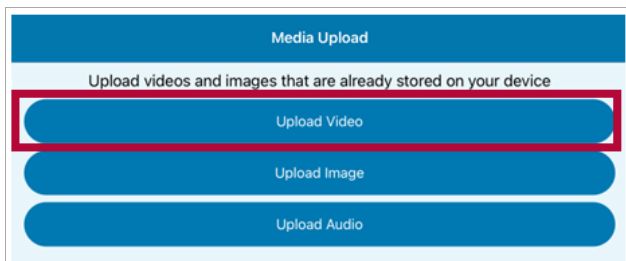 Media Upload
Upload videos and images that are already stored on your device
Upload Video
Upload Image
Upload Audio